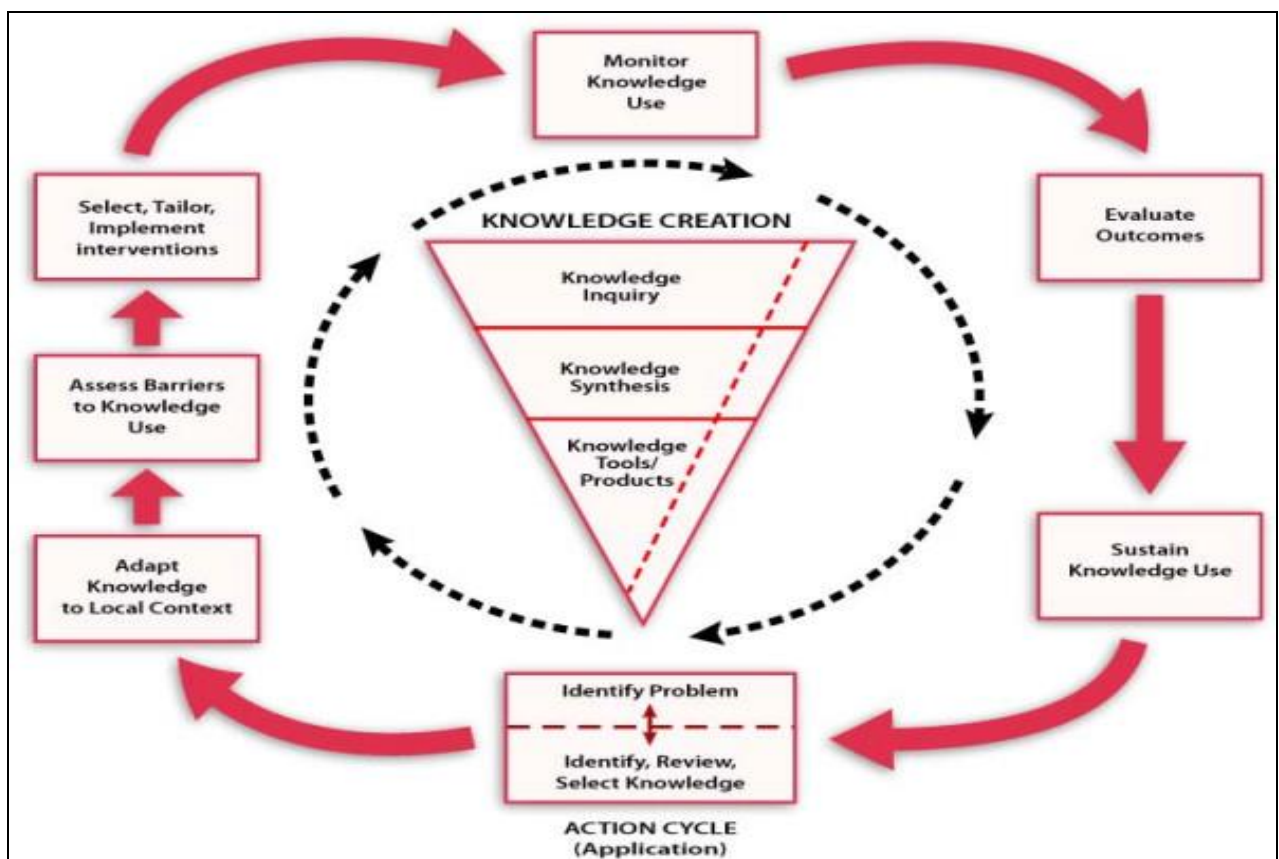 Monitor
Knowledge
Use
Select, Tailor,
Implement
interventions
Evaluate
Outcomes
KNOWLEDGE CREATION
Knowledge
Inquiry
Knowledge
Synthesis
Knowledge
Tools/
Products
Assess Barriers
to Knowledge
Use
Adapt
Knowledge
to Local Context
Sustain
Knowledge Use
Identify Problem
Identify, Review,
Select Knowledge
ACTION CYCLE
(Application)